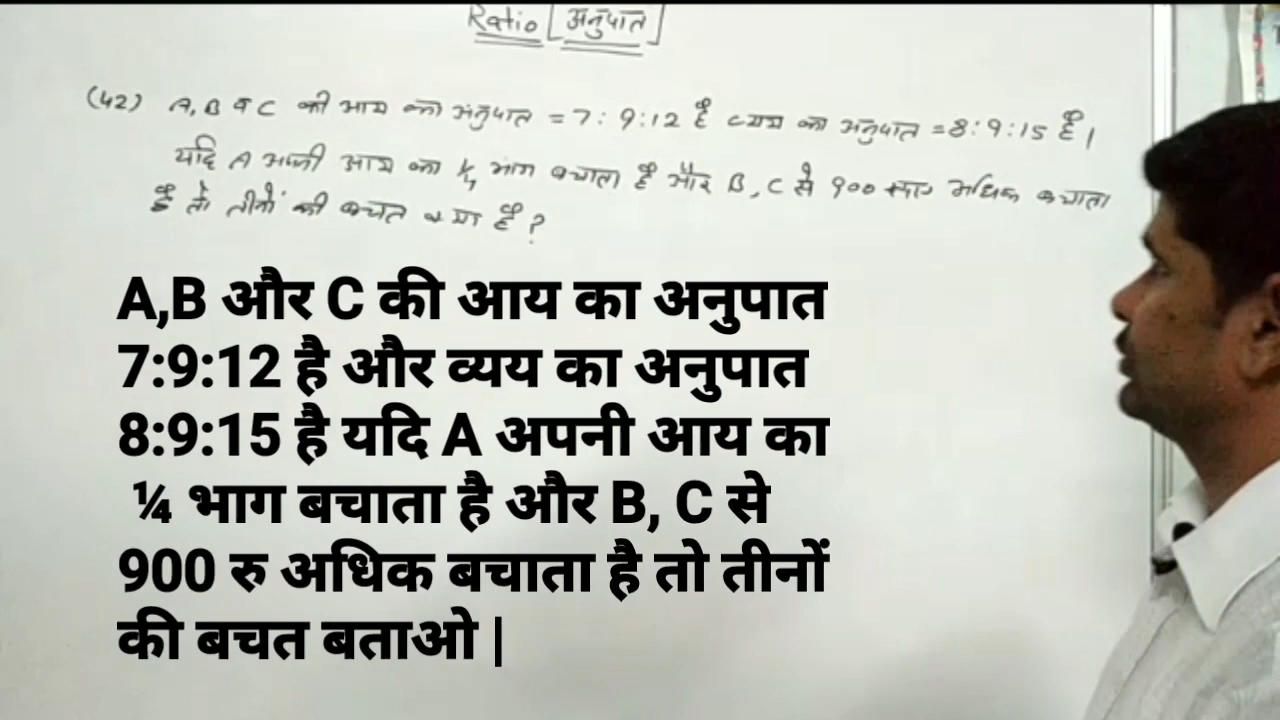 Ratio [अनुपात]
(42) A, B व C की आय का अनुपात = 7 : 9 : 12 है व्यय का अनुपात = 8 : 9 : 15 है।
यदि A अपनी आय का 1/4 भाग बचाता है और B, C से 900 रुपए अधिक बचाता
है तो तीनों की बचत क्या है?
A,B और C की आय का अनुपात
7:9:12 है और व्यय का अनुपात
8:9:15 है यदि A अपनी आय का
¼ भाग बचाता है और B, C से
900 रु अधिक बचाता है तो तीनों
की बचत बताओ |